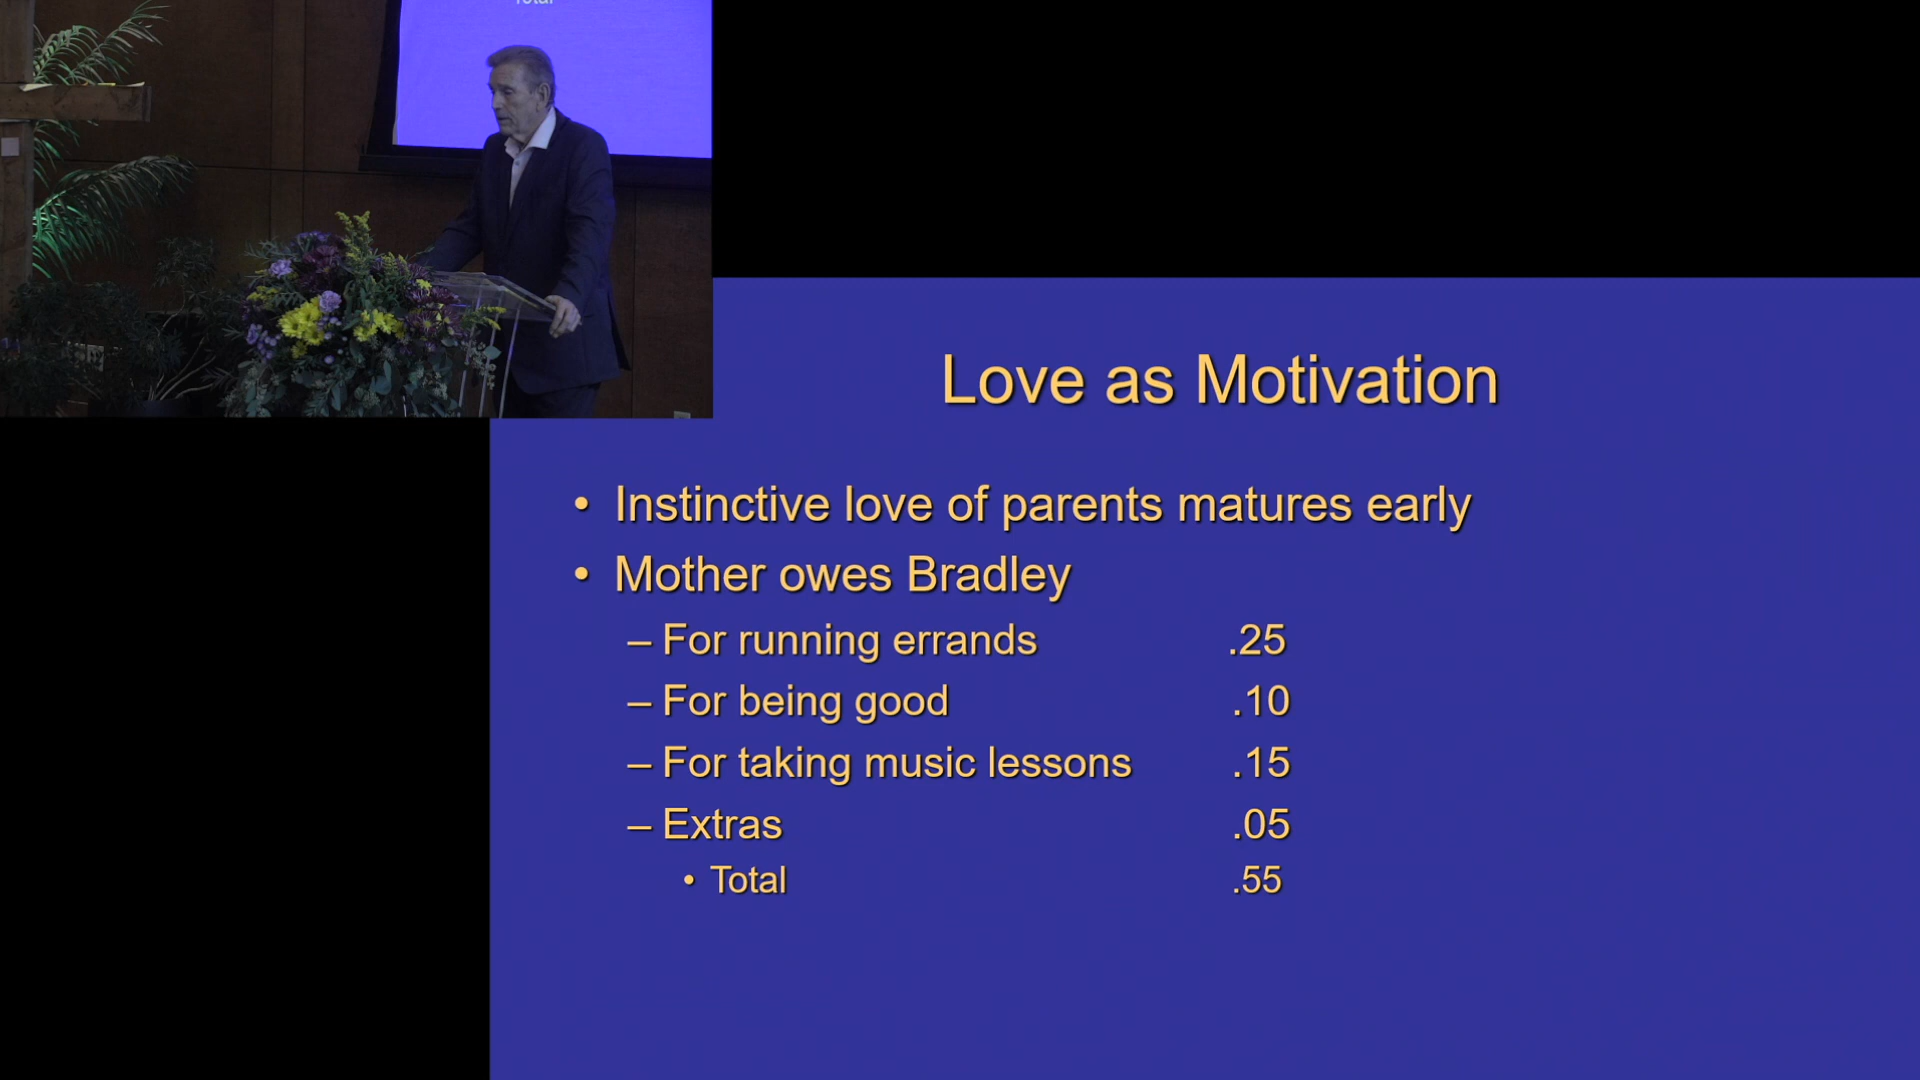 Total
Love as Motivation
• Instinctive love of parents matures early
• Mother owes Bradley
– For running errands .25
– For being good .10
– For taking music lessons .15
– Extras .05
• Total .55